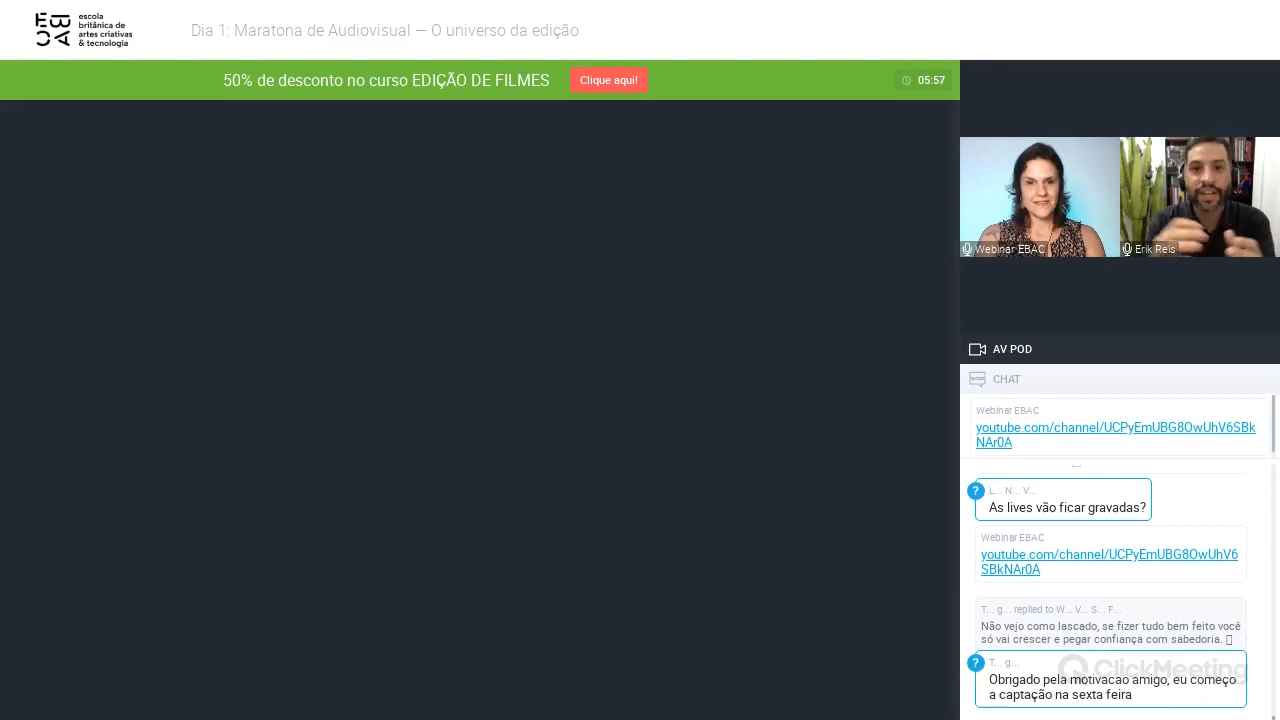 EBAC
escola
britânica de
artes criativas
& tecnologia
Dia 1: Maratona de Audiovisual — O universo da edição
50% de desconto no curso EDIÇÃO DE FILMES
Clique aqui!
05:57
Webinar EBAC
Erik Reis
AV POD
CHAT
Webinar EBAC
youtube.com/channel/UCPyEmUBG8OwUhV6SBk
NAr0A
?
L... N... V...
As lives vão ficar gravadas?
Webinar EBAC
youtube.com/channel/UCPyEmUBG8OwUhV6
SBkNAr0A
T... g... replied to W... V... S... F...
Não vejo como lascado, se fizer tudo bem feito você
só vai crescer e pegar confiança com sabedoria.
?
T... g...
Obrigado pela motivacao amigo, eu começo
a captação na sexta feira
ClickMeeting